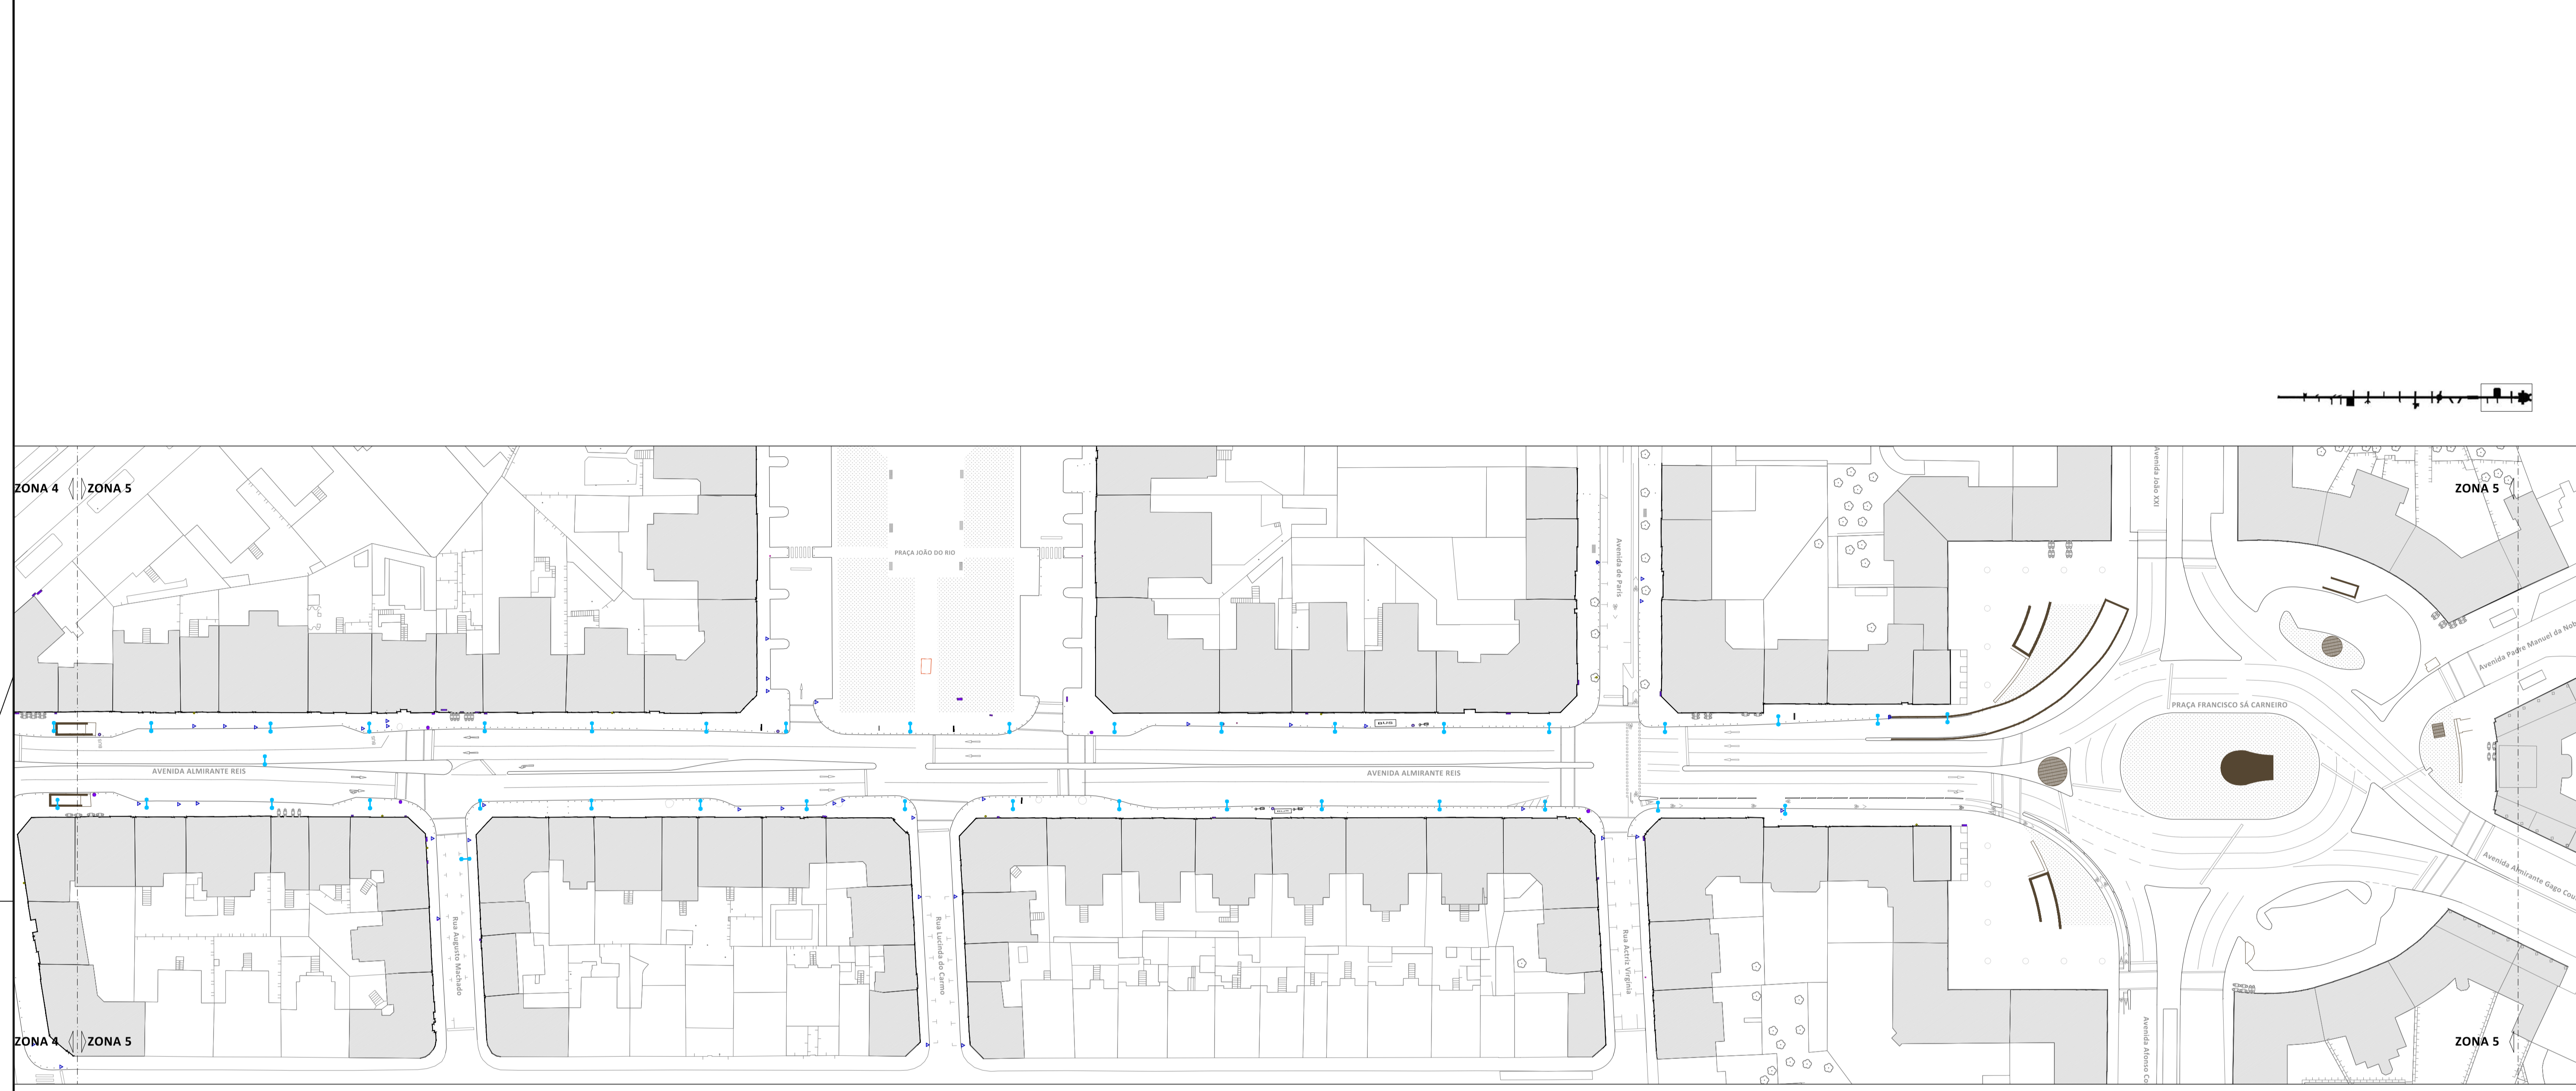 ZONA 4
ZONA 5
ZONA 5
Avenida João XXI
PRAÇA JOÃO DO RIO
Avenida de Paris
Avenida Padre Manuel da Nób
PRAÇA FRANCISCO SÁ CARNEIRO
AVENIDA ALMIRANTE REIS
AVENIDA ALMIRANTE REIS
Avenida Almirante Gago Cou
Rua Augusto Machado
Rua Lucinda do Carmo
Rua Actriz Virgínia
Avenida Afonso Co
ZONA 4
ZONA 5
ZONA 5